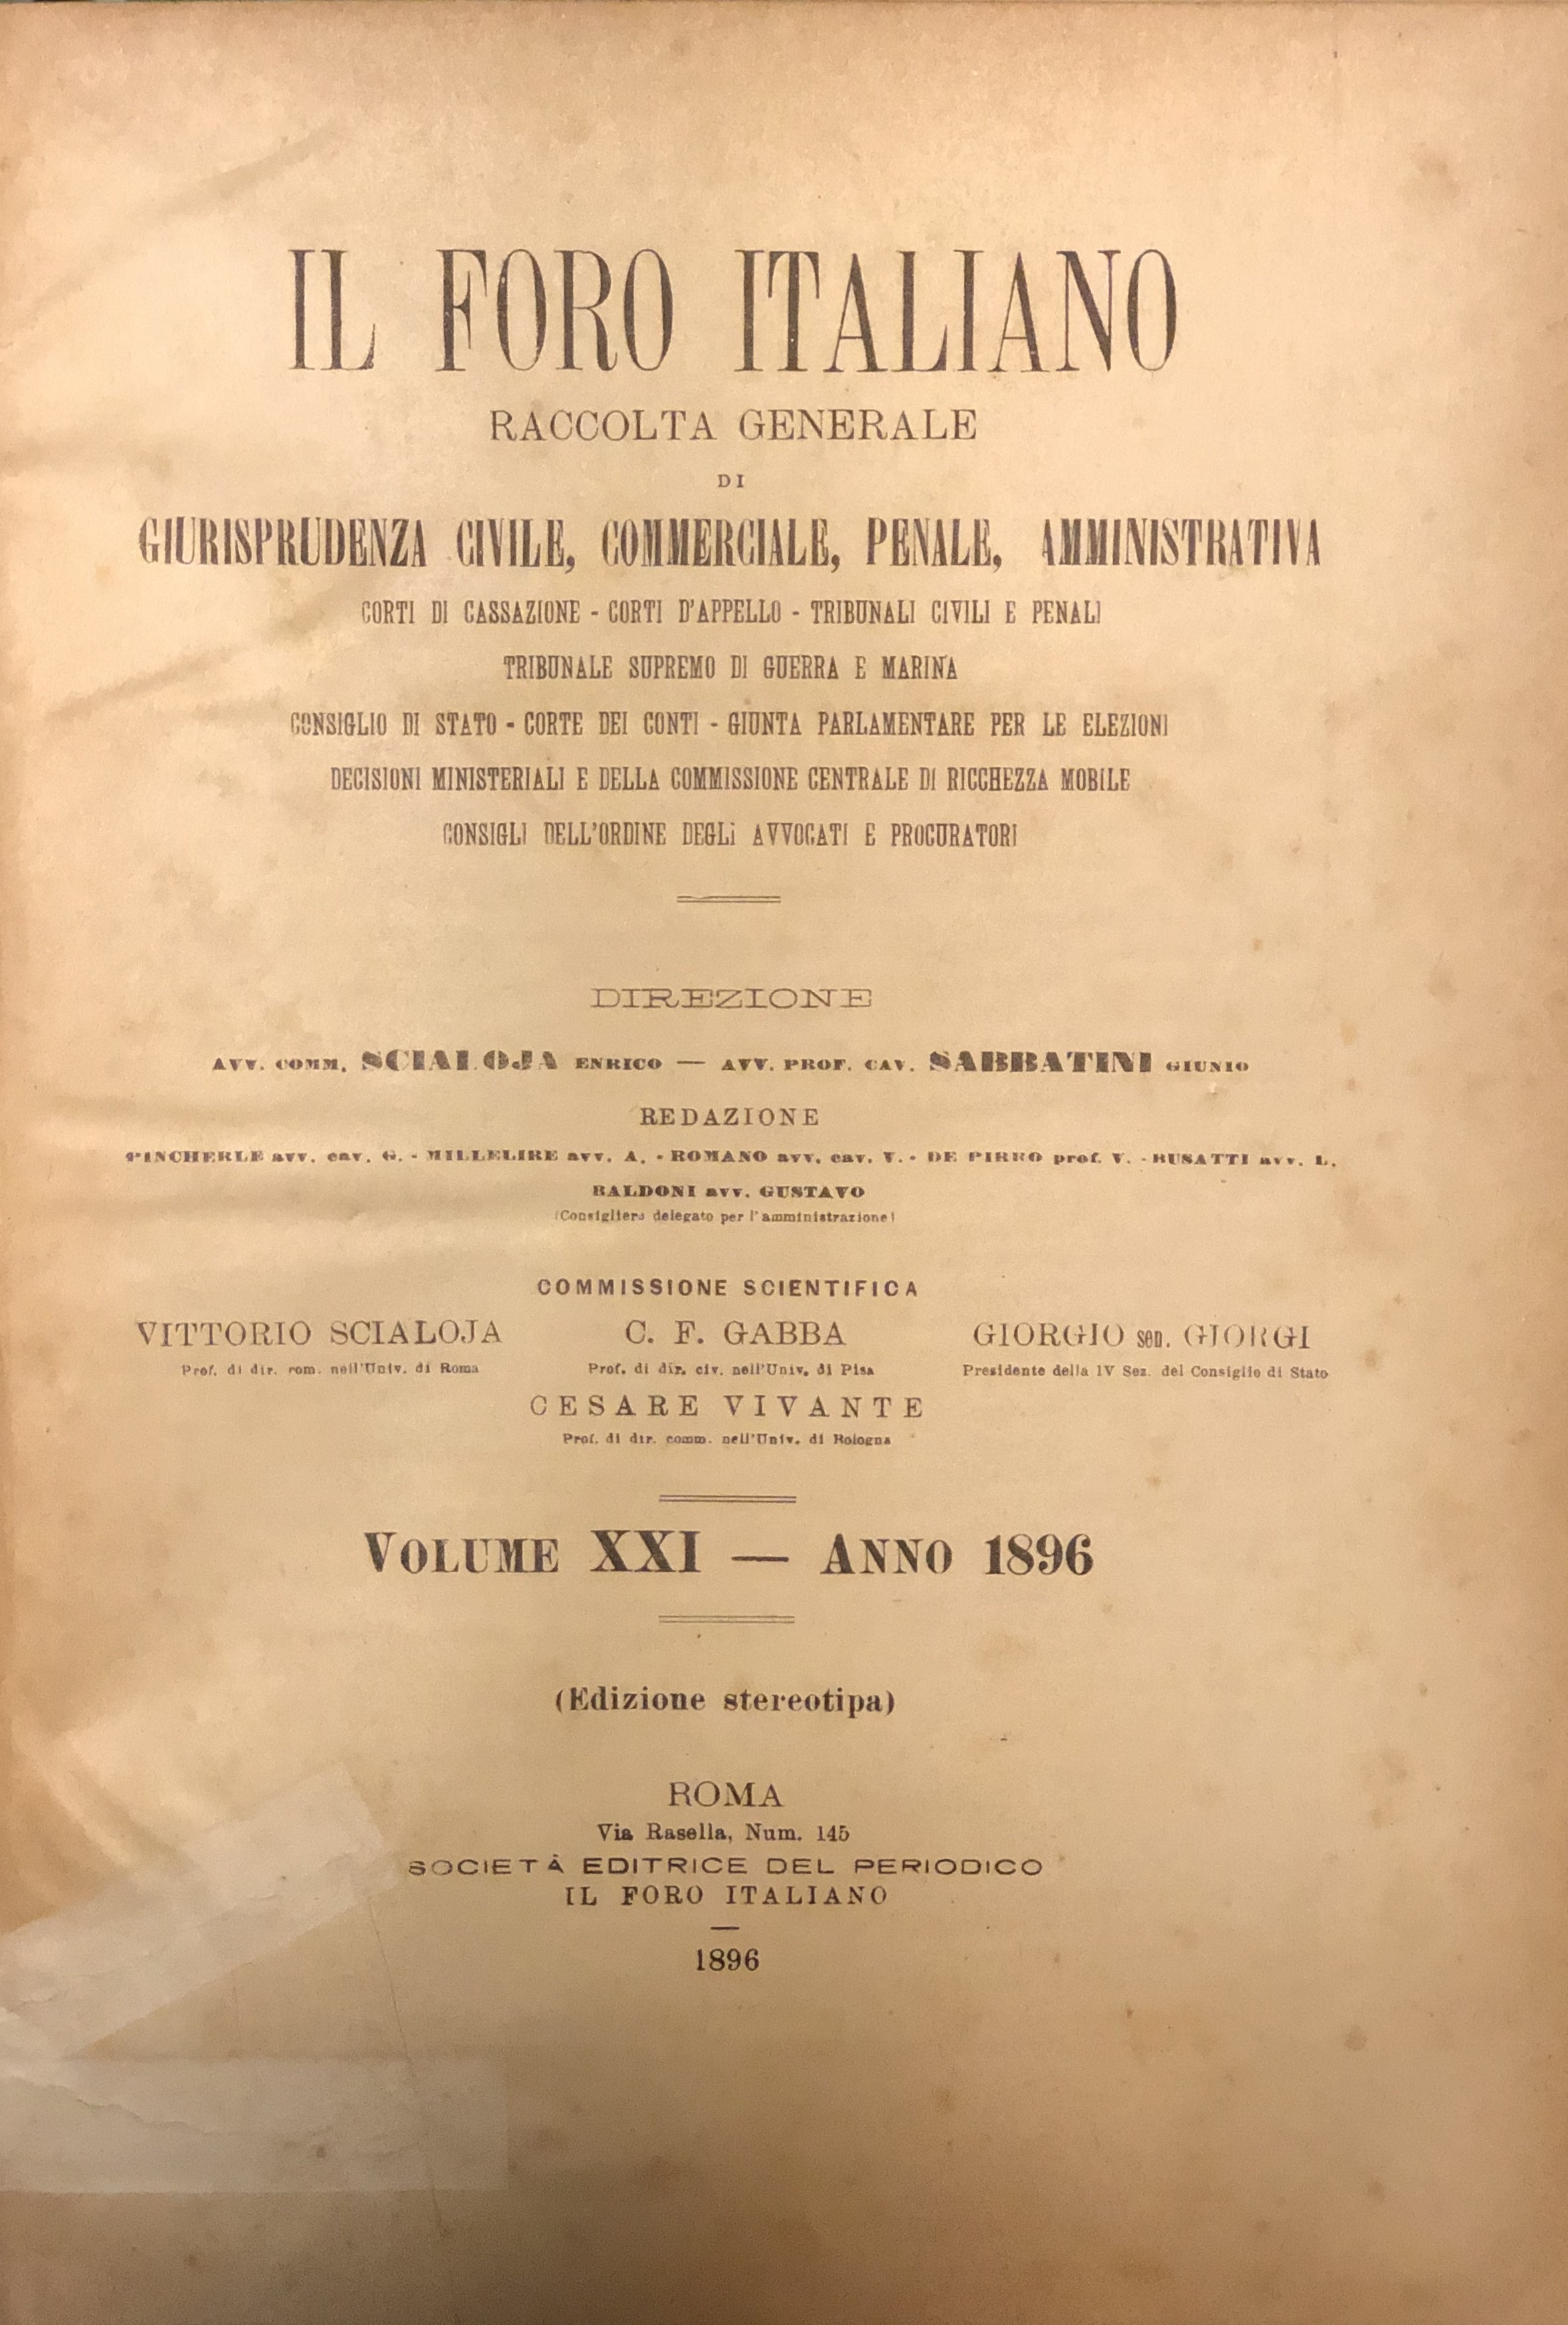 IL FORO ITALIANO
RACCOLTA GENERALE
DI
GIURISPRUDENZA CIVILE, COMMERCIALE, PENALE, AMMINISTRATIVA
CORTI DI CASSAZIONE - CORTI D'APPELLO - TRIBUNALI CIVILI E PENALI
TRIBUNALE SUPREMO DI GUERRA E MARINA
CONSIGLIO DI STATO - CORTE DEI CONTI - GIUNTA PARLAMENTARE PER LE ELEZIONI
DECISIONI MINISTERIALI E DELLA COMMISSIONE CENTRALE DI RICCHEZZA MOBILE
CONSIGLI DELL'ORDINE DEGLI AVVOCATI E PROCURATORI
DIREZIONE
AVV. COMM. SCIALOJA ENRICO — AVV. PROF. CAV. SABBATINI GIUNIO
REDAZIONE
PINCHERLE avv. cav. G. - MILLELIRE avv. A. - ROMANO avv. cav. V. - DE PIRRO prof. V. - BUSATTI avv. L.
BALDONI avv. GUSTAVO
(Consigliere delegato per l'amministrazione)
COMMISSIONE SCIENTIFICA
VITTORIO SCIALOJA C. F. GABBA GIORGIO sen. GIORGI
Prof. di dir. rom. nell'Univ. di Roma Prof. di dir. civ. nell'Univ. di Pisa Presidente della IV Sez. del Consiglio di Stato
CESARE VIVANTE
Prof. di dir. comm. nell'Univ. di Bologna
VOLUME XXI — ANNO 1896
(Edizione stereotipa)
ROMA
Via Rasella, Num. 145
SOCIETÀ EDITRICE DEL PERIODICO
IL FORO ITALIANO
1896